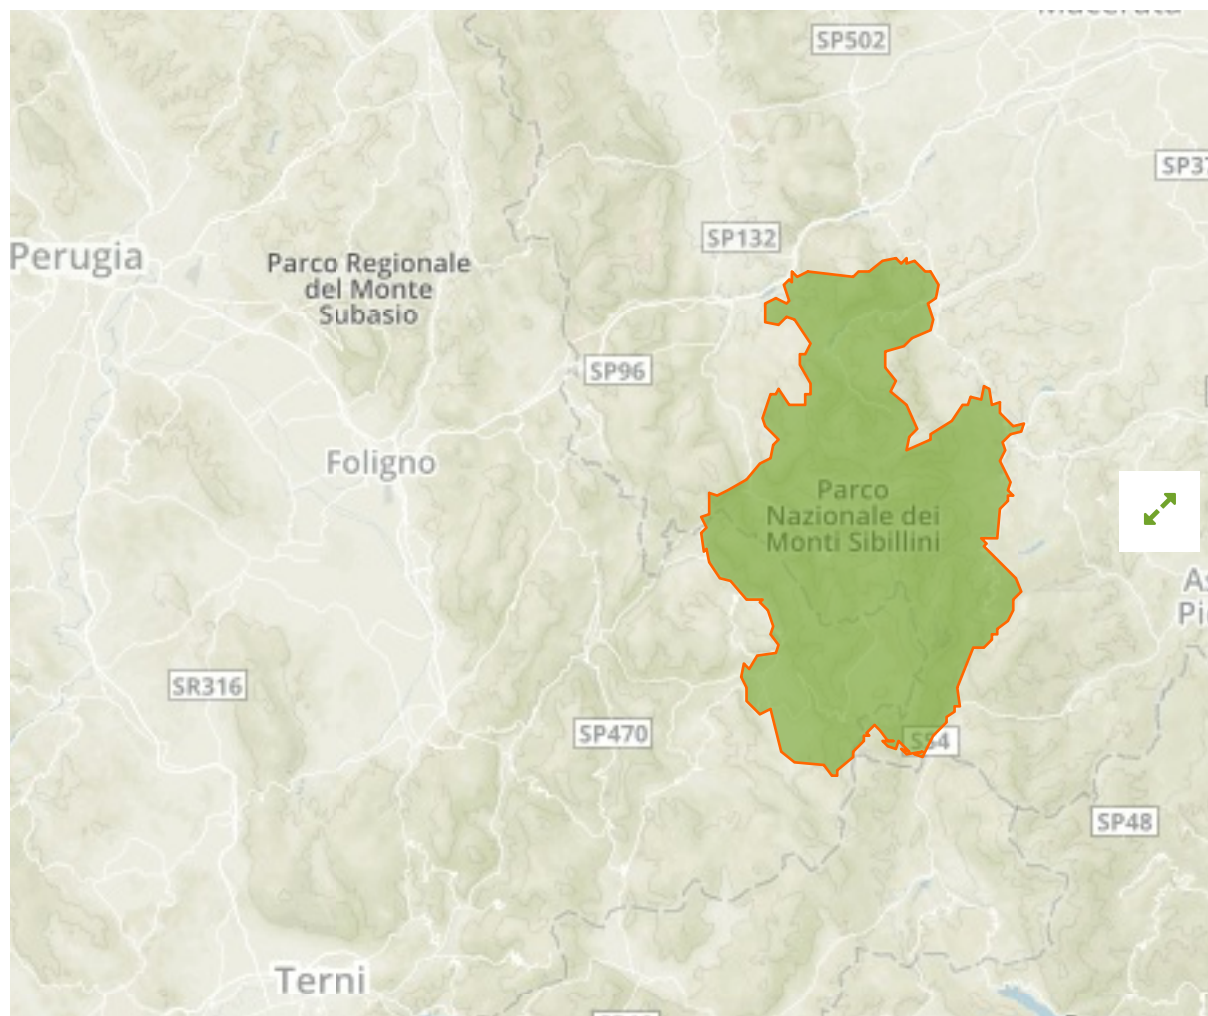 SP502
SP132
Perugia
Parco Regionale
del Monte
Subasio
SP96
Foligno
Parco
Nazionale dei
Monti Sibillini
SR316
SP470
SS4
SP48
Terni